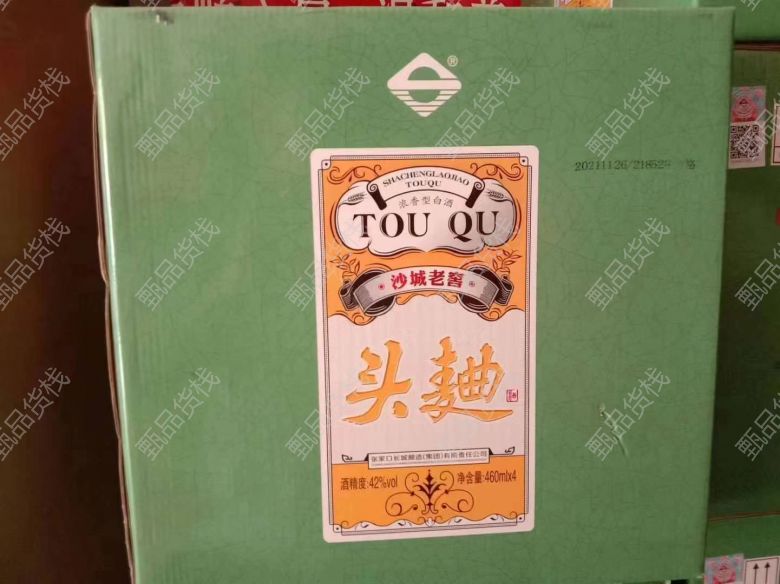 ®
20211126/218529
SHACHENGLAOJIAO
TOUQU
浓香型白酒
TOU QU
沙城老窖
头麯
张家口长城酿造(集团)有限责任公司
酒精度:42%vol 净含量:460mlx4
甄品货栈